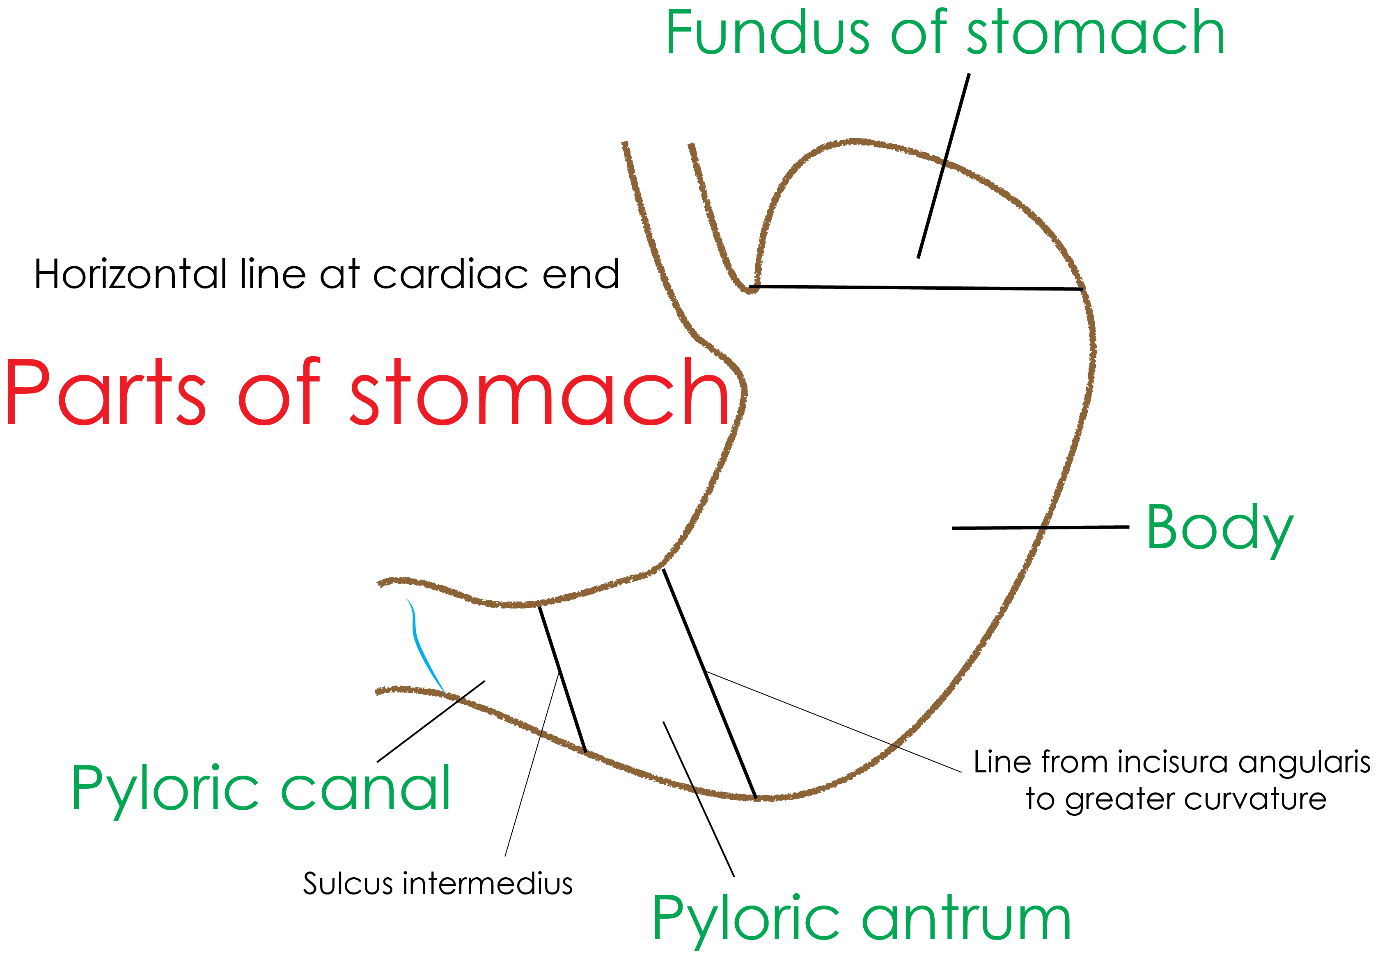 Fundus of stomach
Horizontal line at cardiac end
Parts of stomach
Body
Line from incisura angularis
to greater curvature
Pyloric canal
Sulcus intermedius
Pyloric antrum